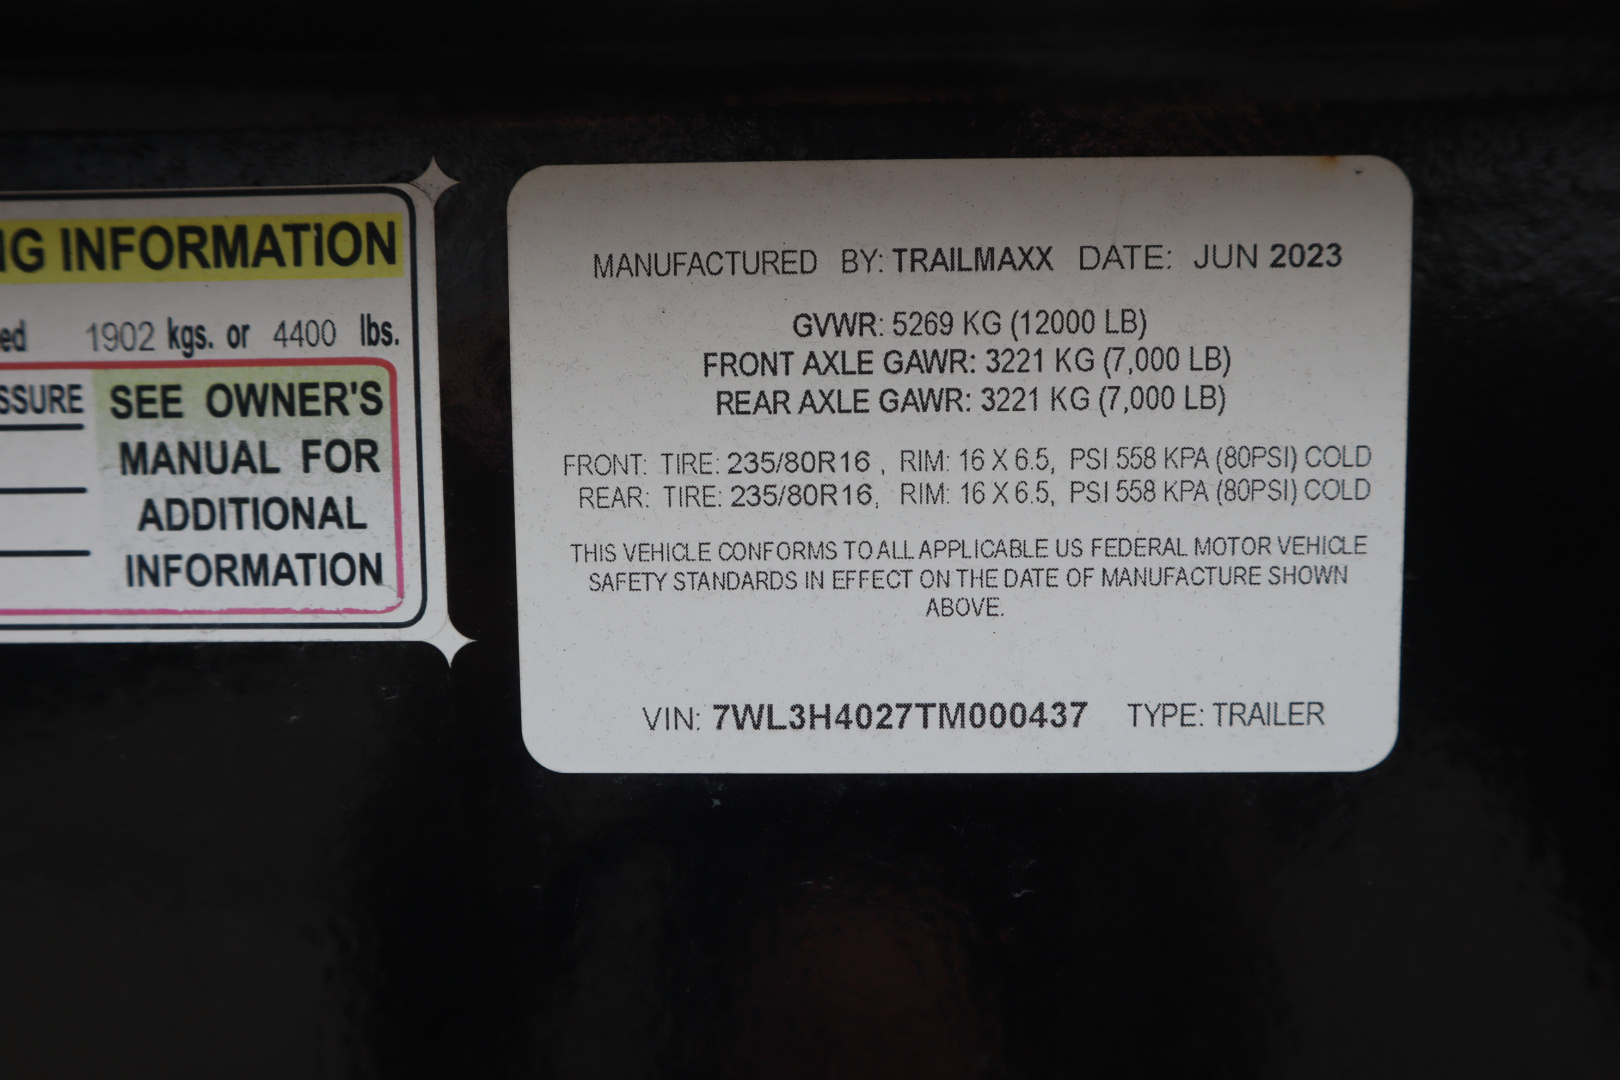 NG INFORMATION
ed 1902 kgs. or 4400 lbs.
SSURE SEE OWNER'S
MANUAL FOR
ADDITIONAL
INFORMATION
MANUFACTURED BY: TRAILMAXX DATE: JUN 2023
GVWR: 5269 KG (12000 LB)
FRONT AXLE GAWR: 3221 KG (7,000 LB)
REAR AXLE GAWR: 3221 KG (7,000 LB)
FRONT: TIRE: 235/80R16 , RIM: 16 X 6.5, PSI 558 KPA (80PSI) COLD
REAR: TIRE: 235/80R16, RIM: 16 X 6.5, PSI 558 KPA (80PSI) COLD
THIS VEHICLE CONFORMS TO ALL APPLICABLE US FEDERAL MOTOR VEHICLE
SAFETY STANDARDS IN EFFECT ON THE DATE OF MANUFACTURE SHOWN
ABOVE.
VIN: 7WL3H4027TM000437 TYPE: TRAILER